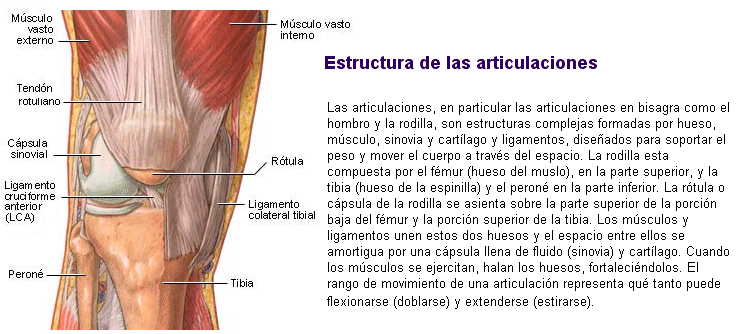 Músculo
vasto
externo
Músculo vasto
interno
Tendón
rotuliano
Cápsula
sinovial
Rótula
Ligamento
cruciforme
anterior
(LCA)
Ligamento
colateral tibial
Peroné
Tibia
Estructura de las articulaciones
Las articulaciones, en particular las articulaciones en bisagra como el
hombro y la rodilla, son estructuras complejas formadas por hueso,
músculo, sinovia y cartílago y ligamentos, diseñados para soportar el
peso y mover el cuerpo a través del espacio. La rodilla esta
compuesta por el fémur (hueso del muslo), en la parte superior, y la
tibia (hueso de la espinilla) y el peroné en la parte inferior. La rótula o
cápsula de la rodilla se asienta sobre la parte superior de la porción
baja del fémur y la porción superior de la tibia. Los músculos y
ligamentos unen estos dos huesos y el espacio entre ellos se
amortigua por una cápsula llena de fluido (sinovia) y cartílago. Cuando
los músculos se ejercitan, halan los huesos, fortaleciéndolos. El
rango de movimiento de una articulación representa qué tanto puede
flexionarse (doblarse) y extenderse (estirarse).